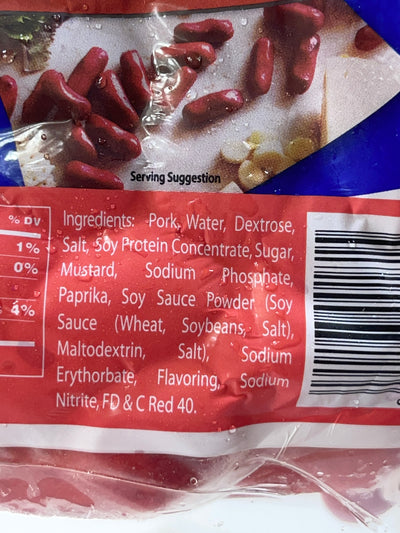 Serving Suggestion
% DV
1%
0%
4%
Ingredients: Pork, Water, Dextrose,
Salt, Soy Protein Concentrate, Sugar,
Mustard, Sodium Phosphate,
Paprika, Soy Sauce Powder (Soy
Sauce (Wheat, Soybeans, Salt),
Maltodextrin, Salt), Sodium
Erythorbate, Flavoring, Sodium
Nitrite, FD & C Red 40.